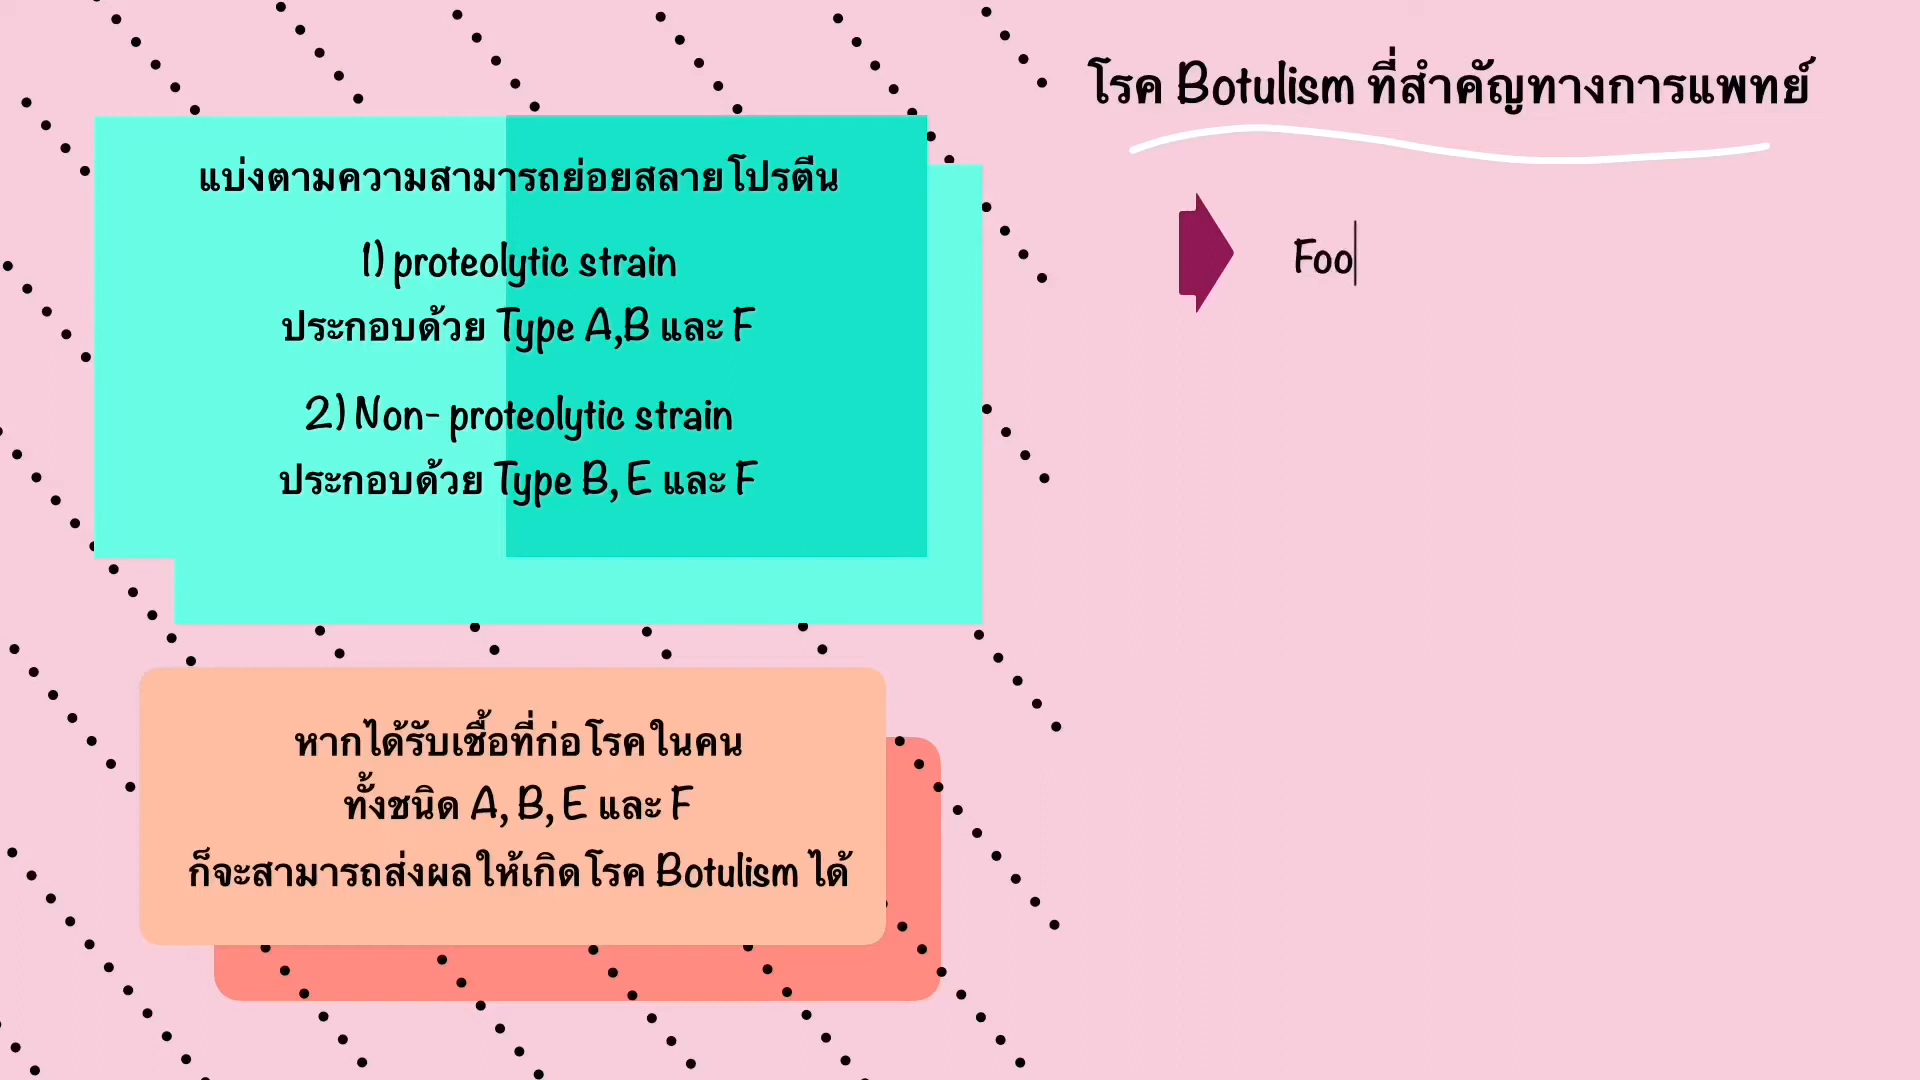 แบ่งตามความสามารถย่อยสลายโปรตีน
1) proteolytic strain
ประกอบด้วย Type A,B และ F
2) Non- proteolytic strain
ประกอบด้วย Type B, E และ F
หากได้รับเชื้อที่ก่อโรคในคน
ทั้งชนิด A, B, E และ F
ก็จะสามารถส่งผลให้เกิดโรค Botulism ได้
โรค Botulism ที่สำคัญทางการแพทย์
Foo